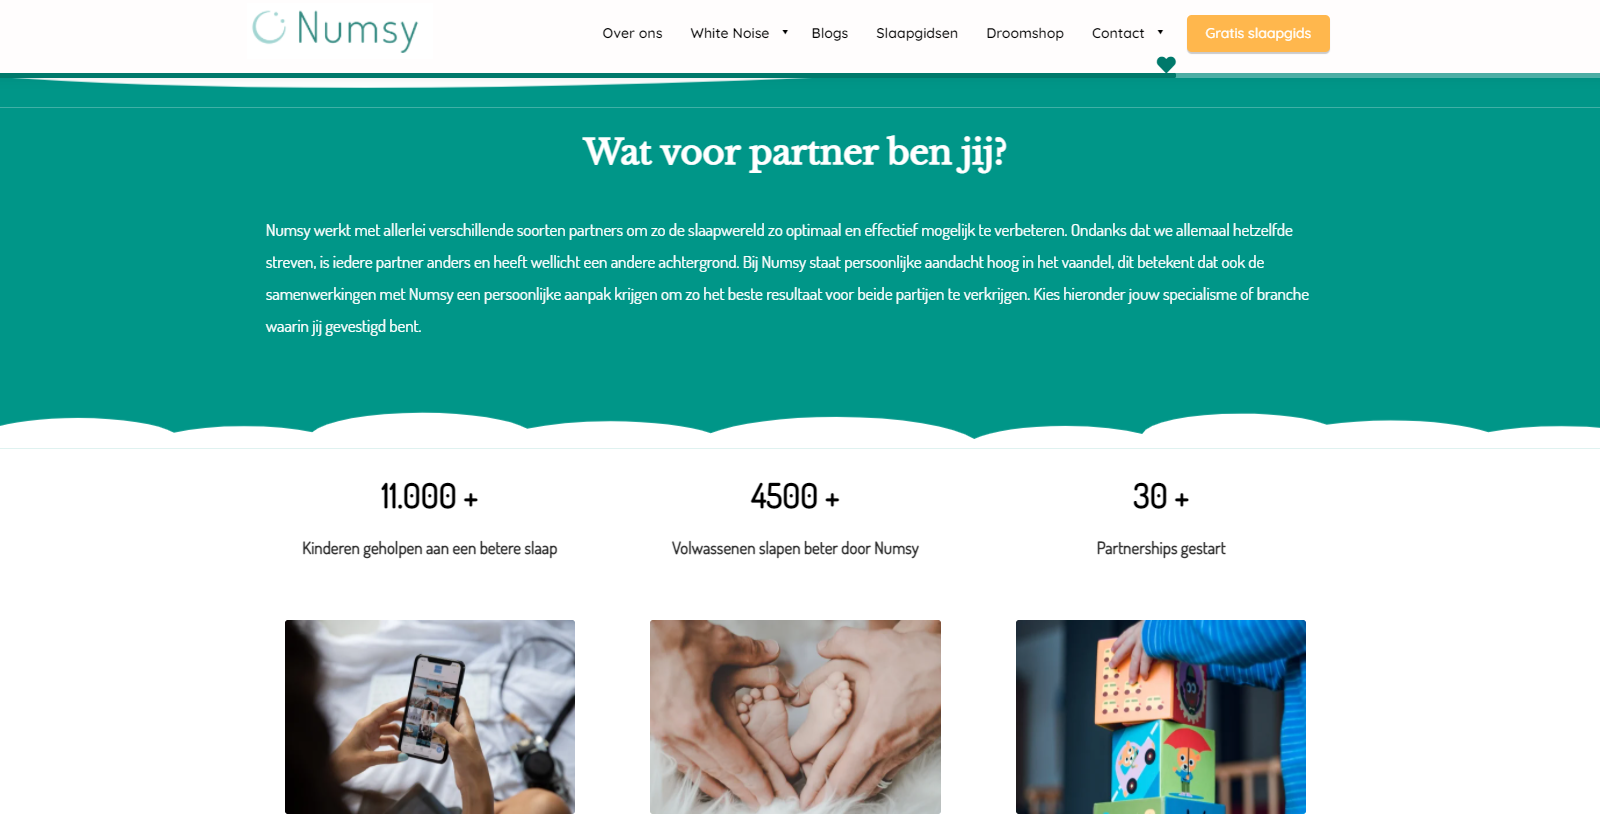 Numsy
Over ons
White Noise
Blogs
Slaapgidsen
Droomshop
Contact
Gratis slaapgids
Wat voor partner ben jij?
Numsy werkt met allerlei verschillende soorten partners om zo de slaapwereld zo optimaal en effectief mogelijk te verbeteren. Ondanks dat we allemaal hetzelfde
streven, is iedere partner anders en heeft wellicht een andere achtergrond. Bij Numsy staat persoonlijke aandacht hoog in het vaandel, dit betekent dat ook de
samenwerkingen met Numsy een persoonlijke aanpak krijgen om zo het beste resultaat voor beide partijen te verkrijgen. Kies hieronder jouw specialisme of branche
waarin jij gevestigd bent.
11.000 +
4500 +
30 +
Kinderen geholpen aan een betere slaap
Volwassenen slapen beter door Numsy
Partnerships gestart